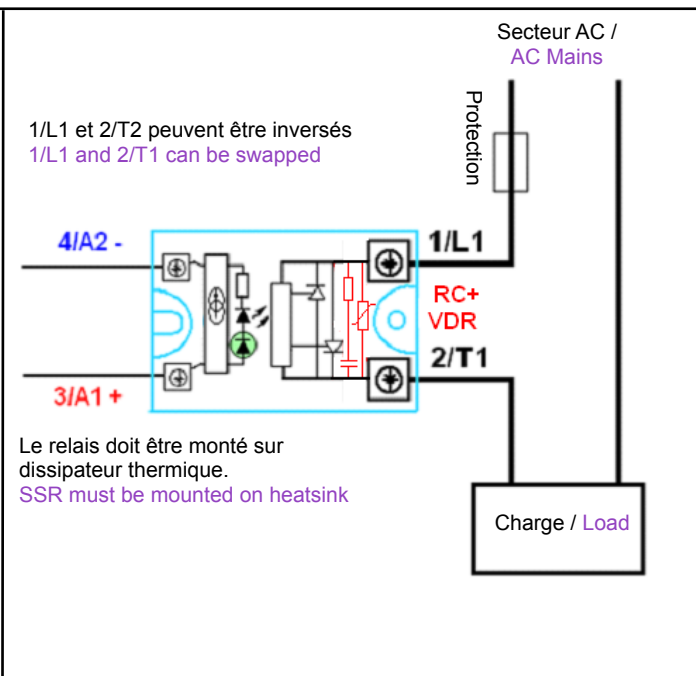 Secteur AC /
AC Mains
Protection
1/L1 et 2/T2 peuvent être inversés
1/L1 and 2/T1 can be swapped
4/A2 -
1/L1
RC+
VDR
2/T1
3/A1 +
Le relais doit être monté sur
dissipateur thermique.
SSR must be mounted on heatsink
Charge / Load